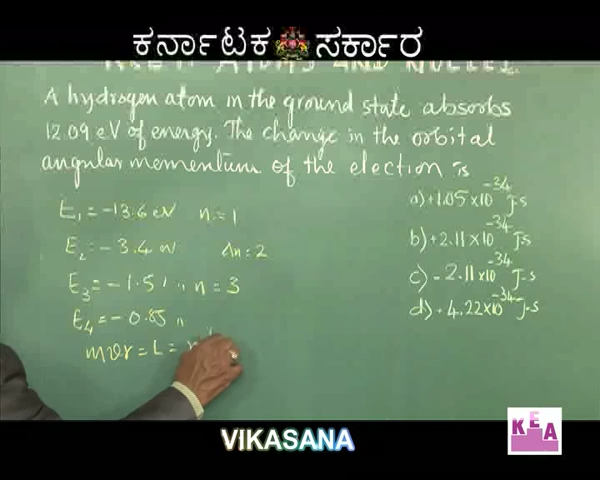 ಕರ್ನಾಟಕ ಸರ್ಕಾರ
ATOMS AND NUCLEI
A hydrogen atom in the ground state absorbs
12.09 eV of energy. The change in the orbital
angular momentum of the electron is
E₁ = -13.6 eV n = 1
E₂ = -3.4 eV Δn = 2
E₃ = -1.51 " n = 3
E₄ = -0.85 "
mvr = L =
a) +1.05×10⁻³⁴ J-s
b) +2.11×10⁻³⁴ J-s
c) -2.11×10⁻³⁴ J-s
d) +4.22×10⁻³⁴ J-s
VIKASANA
KEA